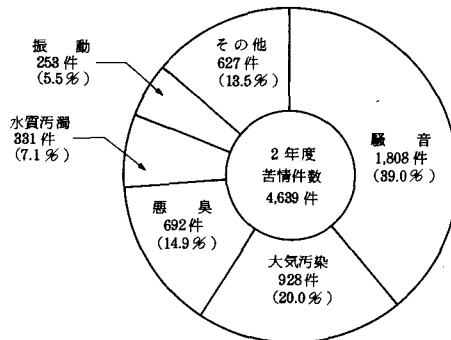 振　動
253件
(5.5%)
その他
627件
(13.5%)
水質汚濁
331件
(7.1%)
騒　音
1,808件
(39.0%)
2年度
苦情件数
4,639件
悪　臭
692件
(14.9%)
大気汚染
928件
(20.0%)